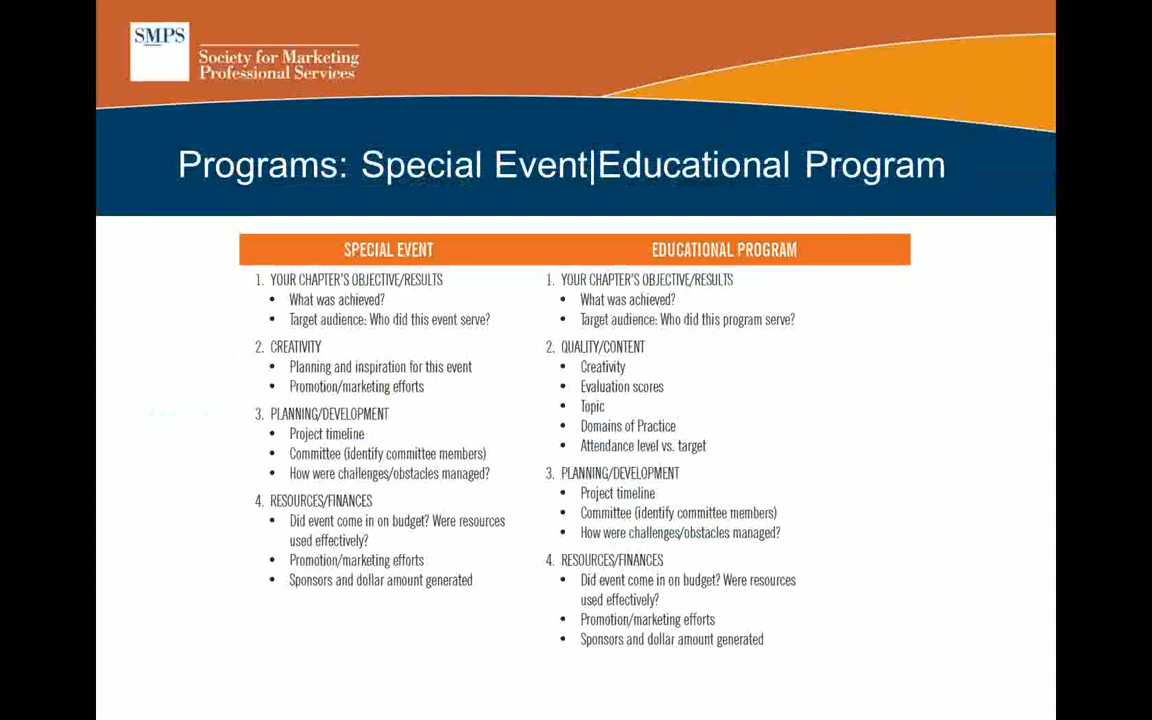 SMPS
Society for Marketing
Professional Services
Programs: Special Event|Educational Program
SPECIAL EVENT
1. YOUR CHAPTER'S OBJECTIVE/RESULTS
• What was achieved?
• Target audience: Who did this event serve?
2. CREATIVITY
• Planning and inspiration for this event
• Promotion/marketing efforts
3. PLANNING/DEVELOPMENT
• Project timeline
• Committee (identify committee members)
• How were challenges/obstacles managed?
4. RESOURCES/FINANCES
• Did event come in on budget? Were resources
used effectively?
• Promotion/marketing efforts
• Sponsors and dollar amount generated
EDUCATIONAL PROGRAM
1. YOUR CHAPTER'S OBJECTIVE/RESULTS
• What was achieved?
• Target audience: Who did this program serve?
2. QUALITY/CONTENT
• Creativity
• Evaluation scores
• Topic
• Domains of Practice
• Attendance level vs. target
3. PLANNING/DEVELOPMENT
• Project timeline
• Committee (identify committee members)
• How were challenges/obstacles managed?
4. RESOURCES/FINANCES
• Did event come in on budget? Were resources
used effectively?
• Promotion/marketing efforts
• Sponsors and dollar amount generated